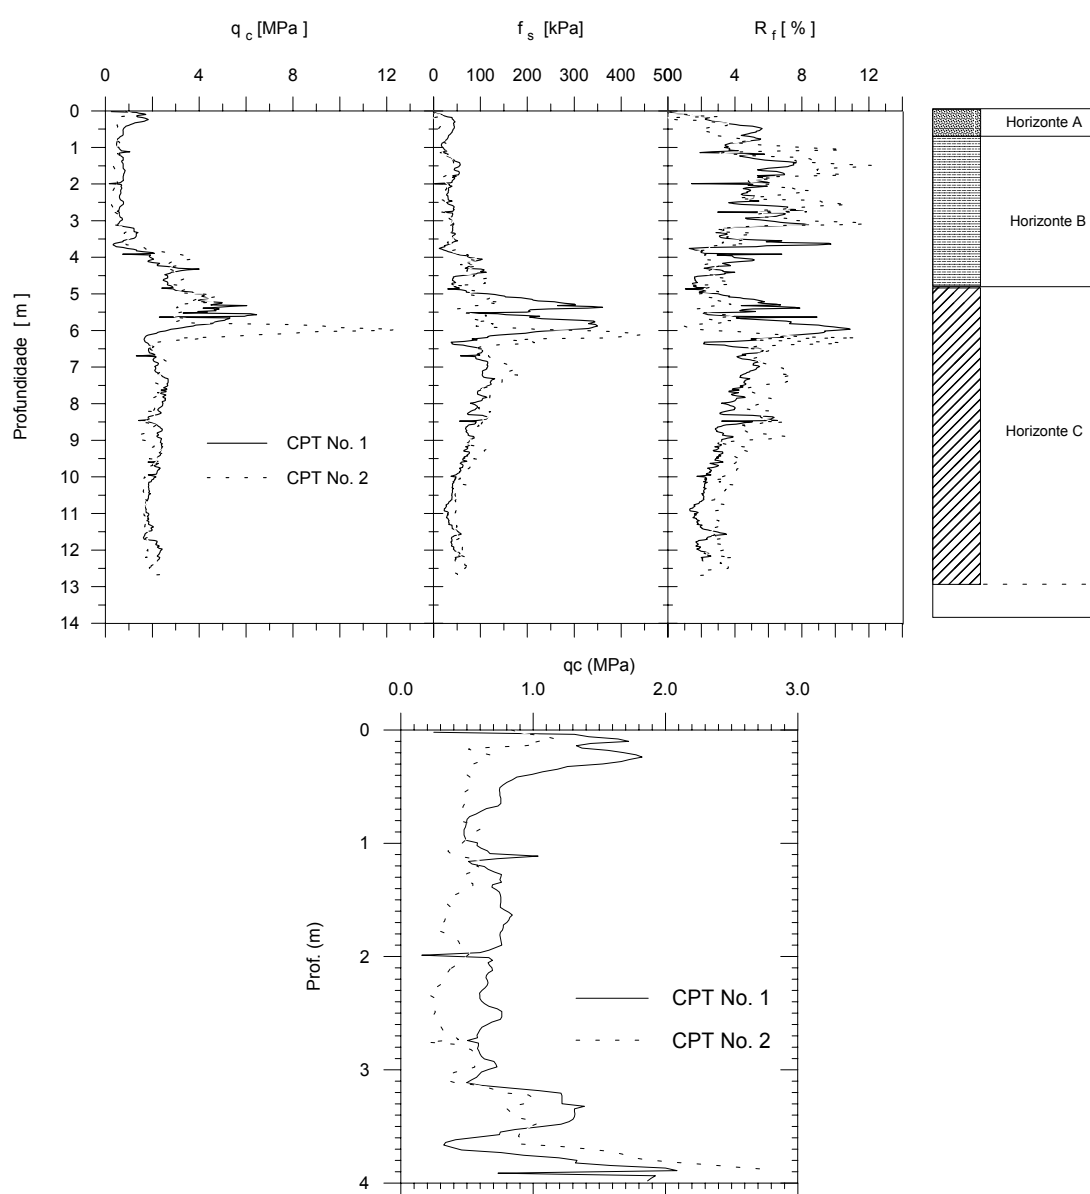 q c [MPa ] f s [kPa] R f [ % ]
0 4 8 12 0 100 200 300 400 500 0 4 8 12
0
1
2
3
4
5
6
7
8
9
10
11
12
13
14
Profundidade [ m ]
CPT No. 1
CPT No. 2
Horizonte A
Horizonte B
Horizonte C
qc (MPa)
0.0 1.0 2.0 3.0
0
1
2
3
4
Prof. (m)
CPT No. 1
CPT No. 2